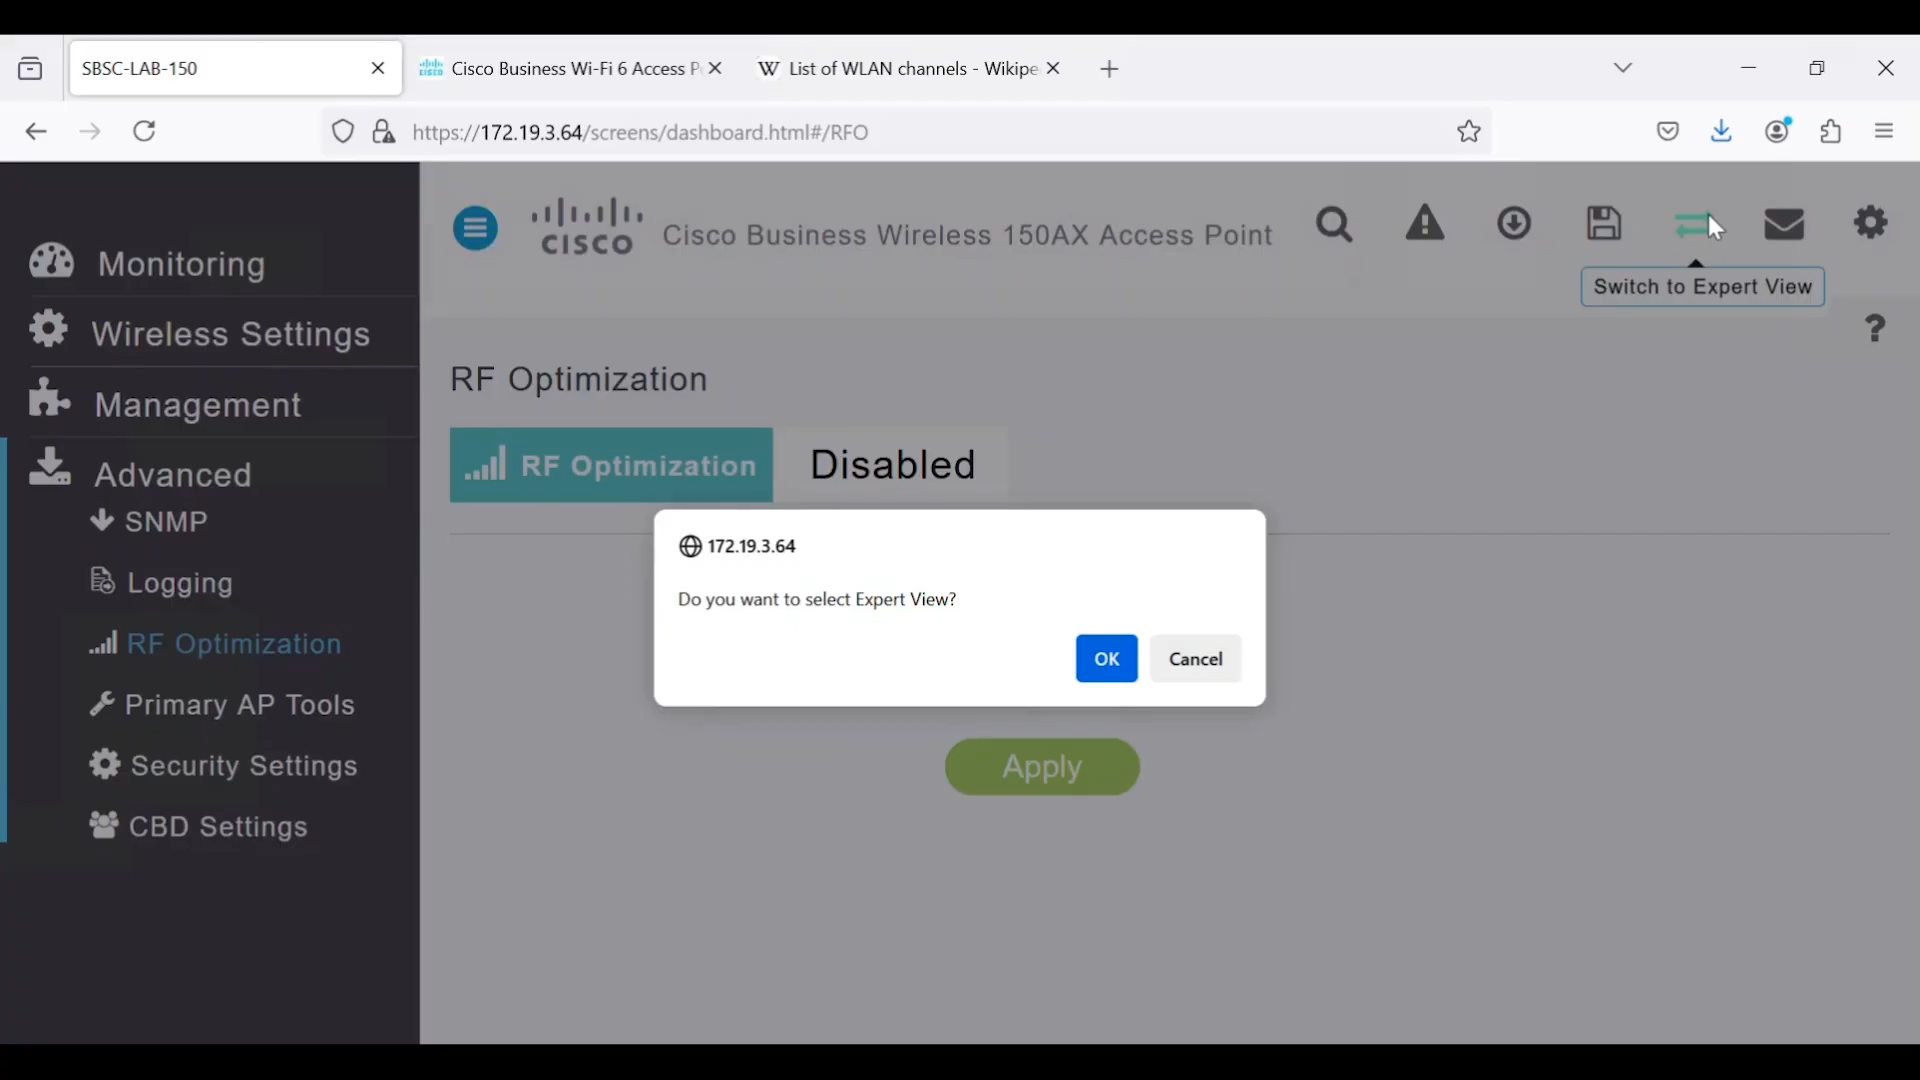 SBSC-LAB-150
Cisco Business Wi-Fi 6 Access P
List of WLAN channels - Wikipe
https://172.19.3.64/screens/dashboard.html#/RFO
Monitoring
Wireless Settings
Management
Advanced
SNMP
Logging
RF Optimization
Primary AP Tools
Security Settings
CBD Settings
CISCO
Cisco Business Wireless 150AX Access Point
Switch to Expert View
?
RF Optimization
RF Optimization
Disabled
172.19.3.64
Do you want to select Expert View?
OK
Cancel
Apply